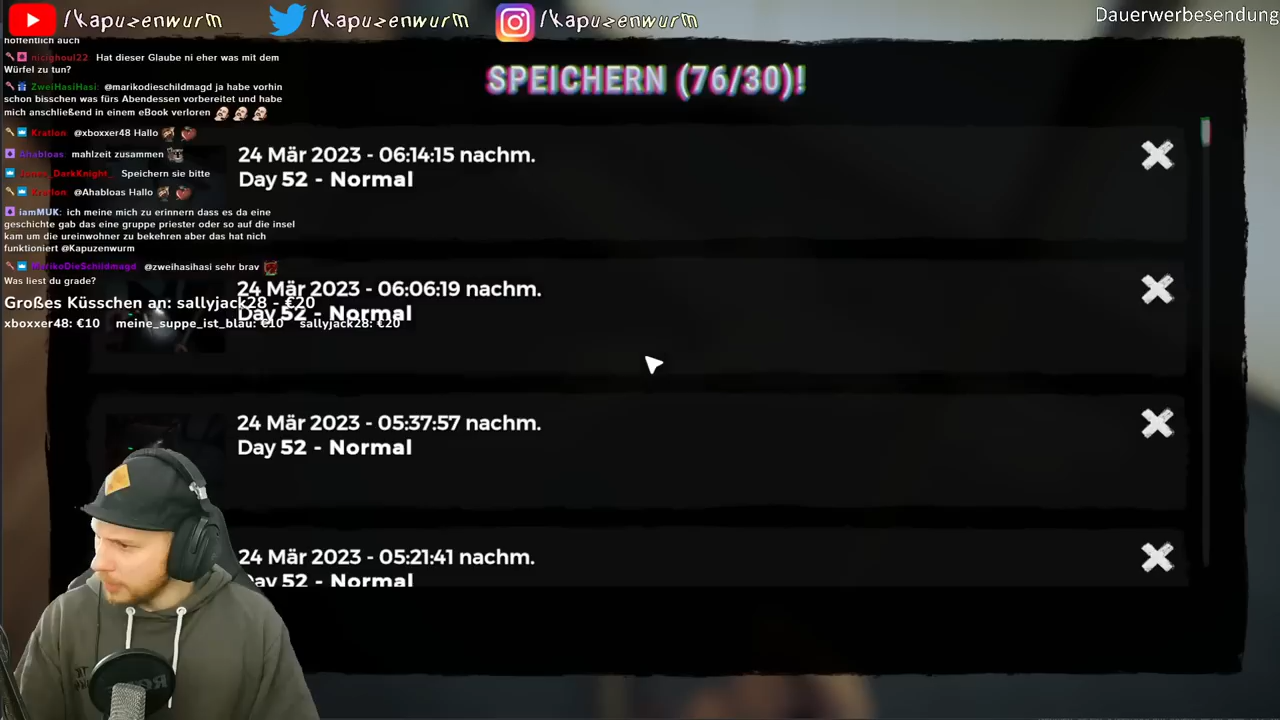 /kapuzenwurm /kapuzenwurm /kapuzenwurm
Dauerwerbesendung
hoffentlich auch
nicighoul22 Hat dieser Glaube ni eher was mit dem
Würfel zu tun?
ZweiHasiHasi: @marikodieschildmagd ja habe vorhin
schon bisschen was fürs Abendessen vorbereitet und habe
mich anschließend in einem eBook verloren
Kration: @xboxxer48 Hallo
Ahabloas: mahlzeit zusammen
Speichern sie bitte
Kration: @Ahabloas Hallo
iamMUK: ich meine mich zu erinnern dass es da eine
geschichte gab das eine gruppe priester oder so auf die insel
kam um die ureinwohner zu bekehren aber das hat nich
funktioniert @Kapuzenwurm
MarikoDieSchildmagd @zweihasihasi sehr brav
Was liest du grade?
Großes Küsschen an: sallyjack28 - €20
xboxxer48: €10 meine_suppe_ist_blau: €10 sallyjack28: €20
SPEICHERN (76/30)!
24 Mär 2023 - 06:14:15 nachm.
Day 52 - Normal
24 Mär 2023 - 06:06:19 nachm.
Day 52 - Normal
24 Mär 2023 - 05:37:57 nachm.
Day 52 - Normal
24 Mär 2023 - 05:21:41 nachm.
Day 52 - Normal